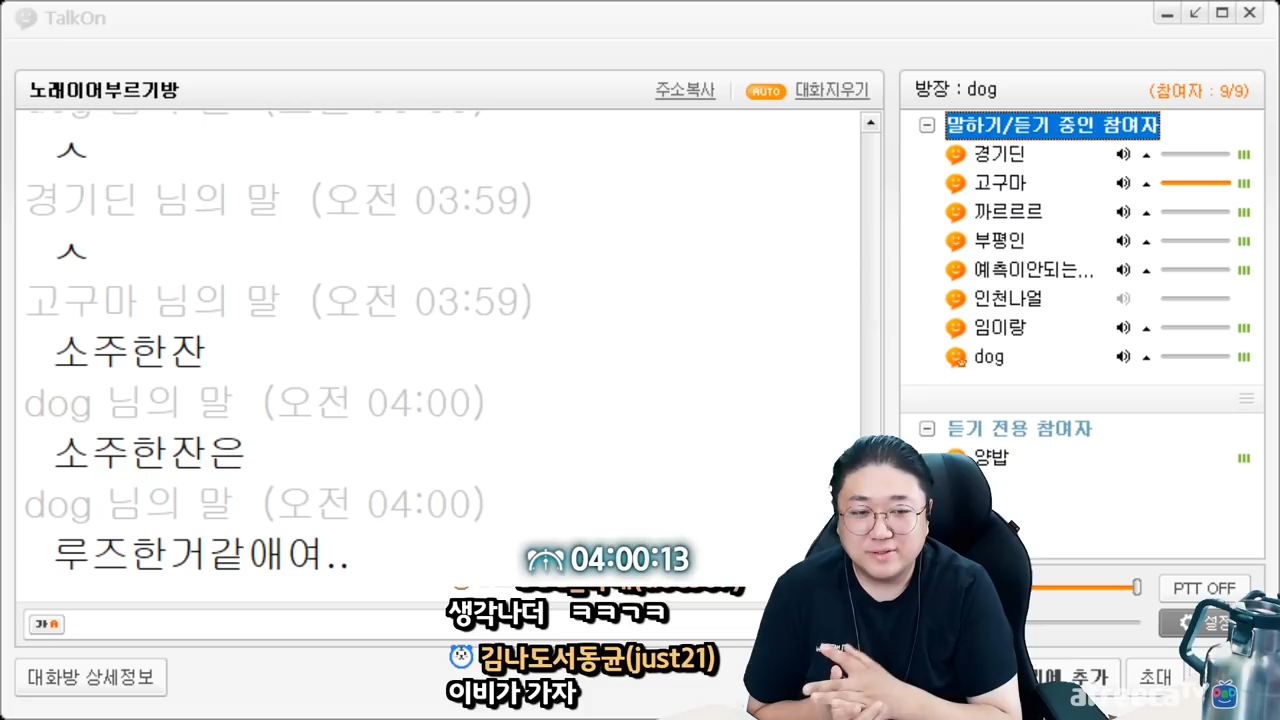 TalkOn
노래이어부르기방
주소복사
AUTO
대화지우기
ㅅ
경기딘 님의 말 (오전 03:59)
ㅅ
고구마 님의 말 (오전 03:59)
소주한잔
dog 님의 말 (오전 04:00)
소주한잔은
dog 님의 말 (오전 04:00)
루즈한거같애여..
가
대화방 상세정보
방장 : dog
(참여자 : 9/9)
말하기/듣기 중인 참여자
경기딘
고구마
까르르르
부평인
예측이안되는...
인천나얼
임이랑
dog
듣기 전용 참여자
양밥
PTT OFF
설정
추가
초대
04:00:13
생각나더 ㅋㅋㄱㅋ
김나도서동균(just21)
이비가 가자